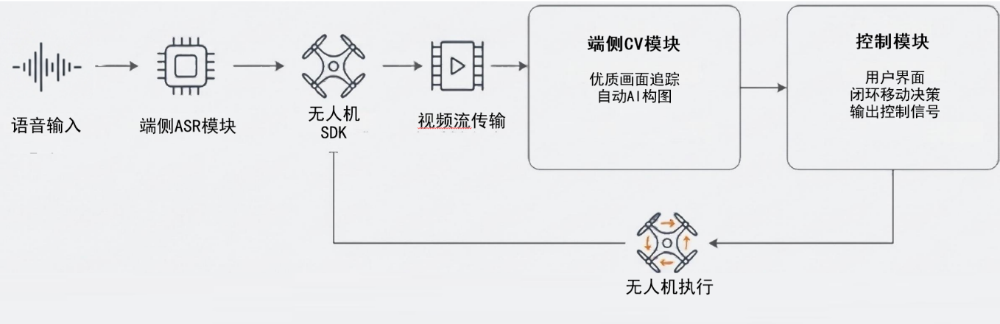 语音输入
端侧ASR模块
无人机
SDK
视频流传输
端侧CV模块
优质画面追踪
自动AI构图
控制模块
用户界面
闭环移动决策
输出控制信号
无人机执行